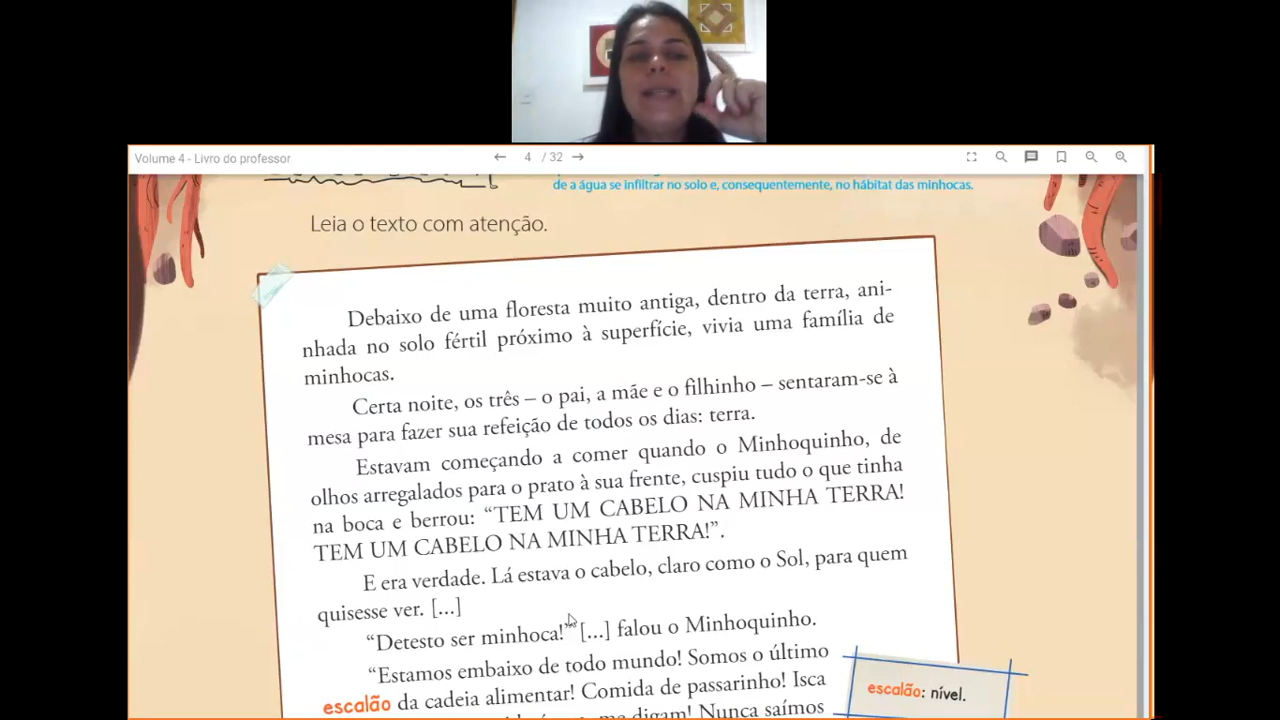 Volume 4 - Livro do professor
4 / 32
de a água se infiltrar no solo e, consequentemente, no hábitat das minhocas.
Leia o texto com atenção.
Debaixo de uma floresta muito antiga, dentro da terra, ani-
nhada no solo fértil próximo à superfície, vivia uma família de
minhocas.
Certa noite, os três – o pai, a mãe e o filhinho – sentaram-se à
mesa para fazer sua refeição de todos os dias: terra.
Estavam começando a comer quando o Minhoquinho, de
olhos arregalados para o prato à sua frente, cuspiu tudo o que tinha
na boca e berrou: “TEM UM CABELO NA MINHA TERRA!
TEM UM CABELO NA MINHA TERRA!”.
E era verdade. Lá estava o cabelo, claro como o Sol, para quem
quisesse ver. [...]
“Detesto ser minhoca!” [...] falou o Minhoquinho.
“Estamos embaixo de todo mundo! Somos o último
escalão da cadeia alimentar! Comida de passarinho! Isca
digam! Nunca saímos
escalão: nível.